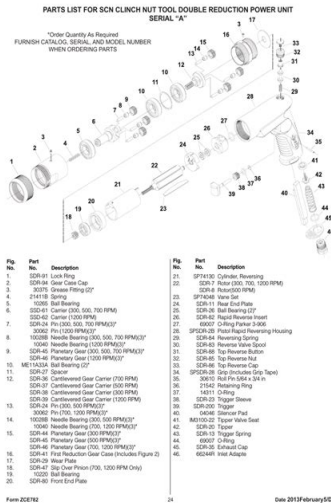 PARTS LIST FOR SCN CLINCH NUT TOOL DOUBLE REDUCTION POWER UNIT
SERIAL “A”
*Order Quantity As Required
FURNISH CATALOG, SERIAL, AND MODEL NUMBER
WHEN ORDERING PARTS
Fig. Part
No. No. Description
1. SDR-91 Lock Ring
2. SDR-94 Gear Case Cap
3. 30375 Grease Fitting (2)*
4. 21411B Spring
5. 10265 Ball Bearing
6. SSD-61 Carrier (300, 500, 700 RPM)
SSD-62 Carrier (1200 RPM)
7. SDR-24 Pin (300, 500, 700 RPM)(3)*
30062 Pin (1200 RPM)(3)*
8. 10028B Needle Bearing (300, 500, 700 RPM)(3)*
10040 Needle Bearing (1200 RPM)(3)*
9. SDR-45 Planetary Gear (300, 500, 700 RPM)(3)*
SDR-46 Planetary Gear (1200 RPM)(3)*
10. ME11A33A Ball Bearing (2)*
11. SDR-27 Spacer
12. SDR-36 Cantilevered Gear Carrier (700 RPM)
SDR-37 Cantilevered Gear Carrier (500 RPM)
SDR-38 Cantilevered Gear Carrier (300 RPM)
SDR-39 Cantilevered Gear Carrier (1200 RPM)
13. SDR-24 Pin (300, 500 RPM)(3)*
30062 Pin (700, 1200 RPM)(3)*
14. 10028B Needle Bearing (300, 500 RPM)(3)*
10040 Needle Bearing (700, 1200 RPM)(3)*
15. SDR-44 Planetary Gear (300 RPM)(3)*
SDR-45 Planetary Gear (500 RPM)(3)*
SDR-46 Planetary Gear (700, 1200 RPM)(3)*
16. SDR-41 First Reduction Gear Case (Includes Figure 2)
17. SDR-29 Wear Plate
18. SDR-47 Slip Over Pinion (700, 1200 RPM Only)
19. 10220 Ball Bearing
20. SDR-80 Front End Plate
Fig. Part
No. No. Description
21. SP74130 Cylinder, Reversing
22. SDR-7 Rotor (300, 700, 1200 RPM)
SDR-8 Rotor(500 RPM)
23. SP74048 Vane Set
24. SDR-11 Rear End Plate
25. SDR-26 Ball Bearing (2)*
26. SDR-82 Rapid Reverse Insert
27. 69007 O-Ring Parker 3-906
28. SPSDR-2B Pistol-Rapid Reversing Housing
29. SDR-84 Reversing Spring
30. SDR-83 Reverse Valve Spool
31. SDR-88 Top Reverse Button
32. SDR-85 Top Reverse Nut
33. SDR-86 Top Reverse Cap
34. SPSDR-28 Grip (Includes Grip Tape)
35. 30610 Roll Pin 5/64 x 3/4 in
36. 21542 Retaining Ring
37. 14311 O-Ring
38. SDR-23 Trigger Sleeve
39. SDR-200 Trigger
40. 04046 Silencer Pad
41. IM3100-22 Tipper Valve Seat
42. SDR-20 Tipper
43. SDR-13 Trigger Spring
44. 69007 O-Ring
45. SDR-35 Exhaust Cap
46. 66244R Inlet Adapte
Form ZCE782 24 Date 2013February5/2